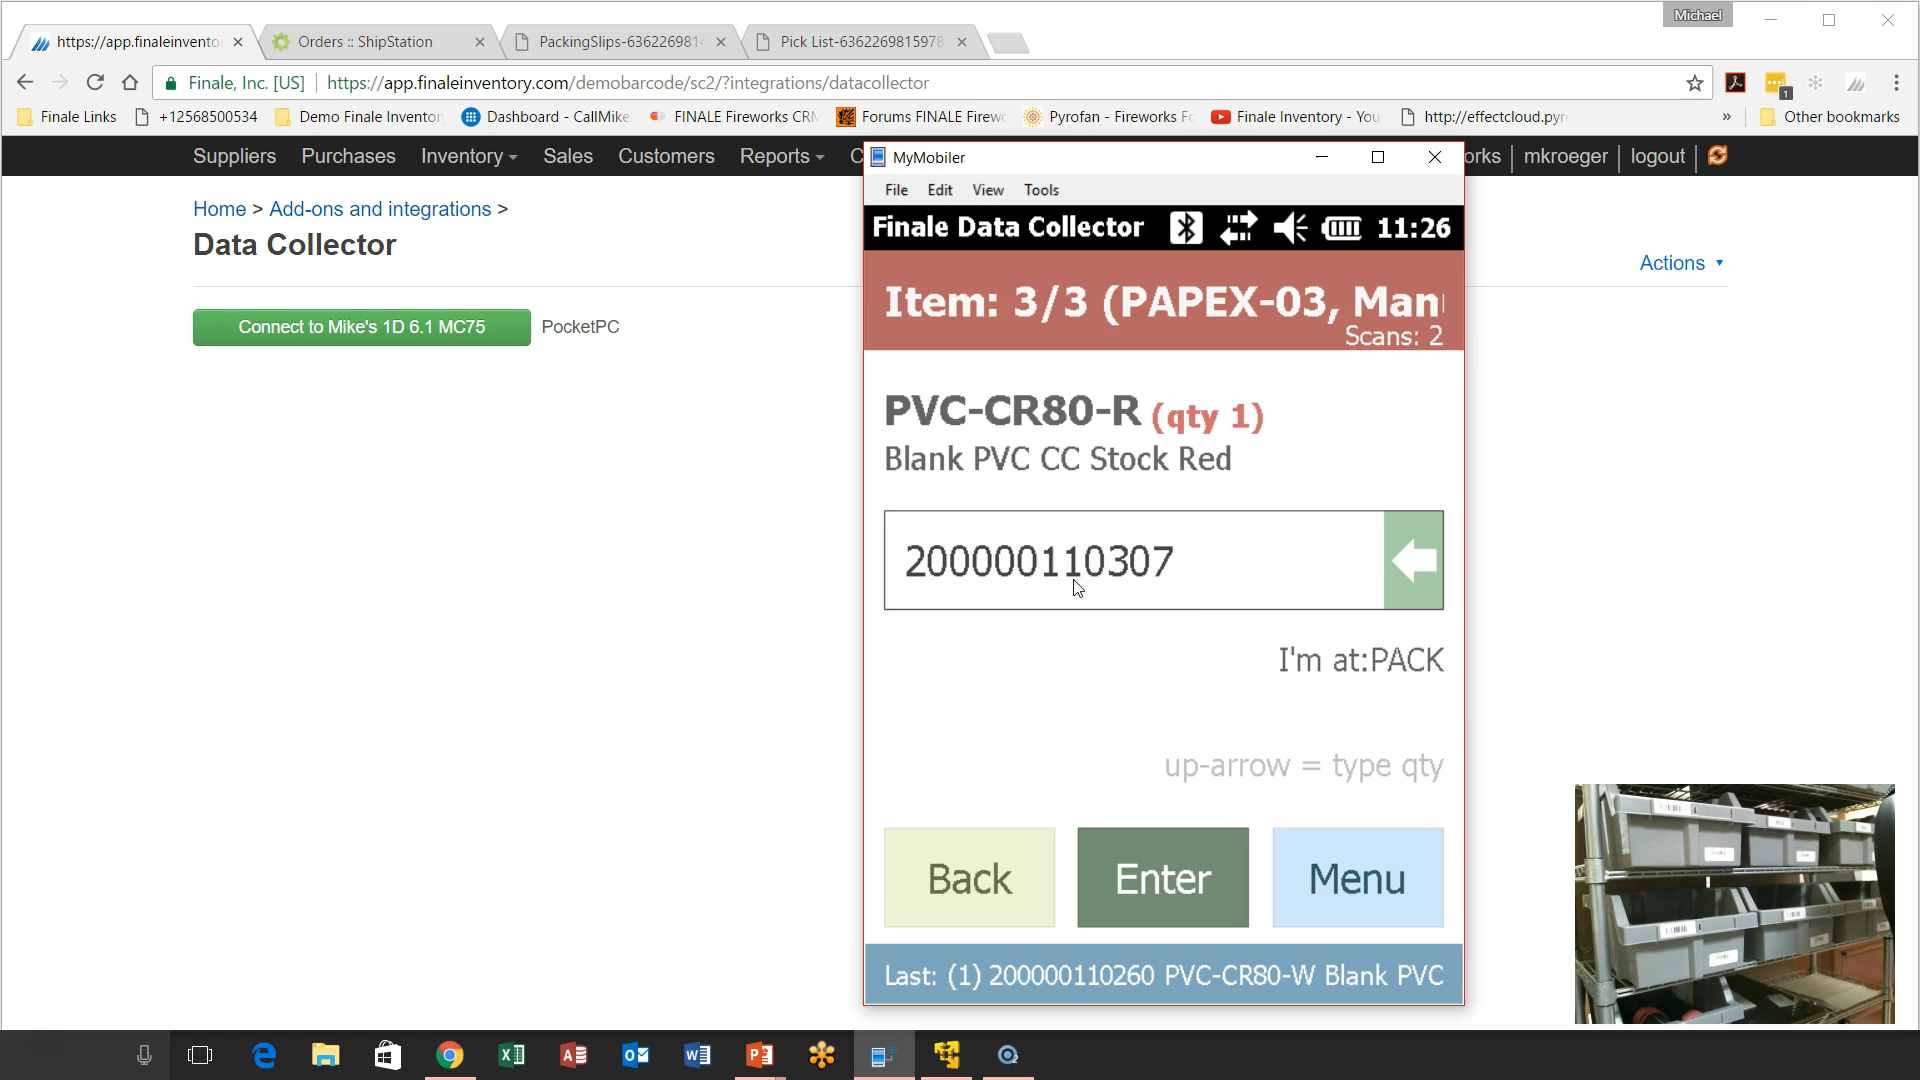 Michael
https://app.finaleinvento
Orders :: ShipStation
PackingSlips-636226981
Pick List-6362269815978
Finale, Inc. [US]
https://app.finaleinventory.com/demobarcode/sc2/?integrations/datacollector
1
Finale Links
+12568500534
Demo Finale Inventor
Dashboard - CallMike
FINALE Fireworks CRM
Forums FINALE Firew
Pyrofan - Fireworks F
Finale Inventory - You
http://effectcloud.pyr
»
Other bookmarks
Suppliers
Purchases
Inventory
Sales
Customers
Reports
C
orks
mkroeger
logout
Home > Add-ons and integrations >
Data Collector
Actions
Connect to Mike's 1D 6.1 MC75
PocketPC
MyMobiler
File
Edit
View
Tools
Finale Data Collector
11:26
Item: 3/3 (PAPEX-03, Man
Scans: 2
PVC-CR80-R (qty 1)
Blank PVC CC Stock Red
200000110307
I'm at:PACK
up-arrow = type qty
Back
Enter
Menu
Last: (1) 200000110260 PVC-CR80-W Blank PVC